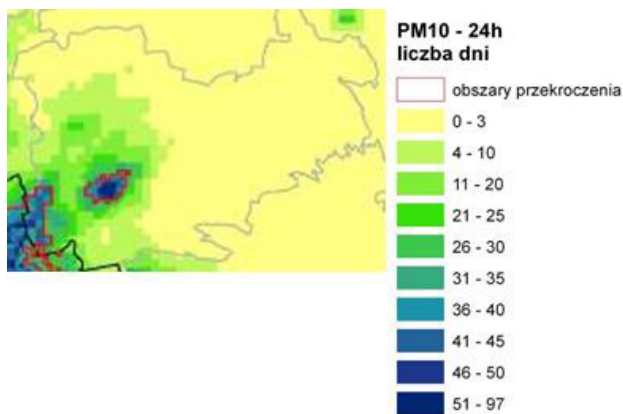 PM10 - 24h
liczba dni
obszary przekroczenia
0 - 3
4 - 10
11 - 20
21 - 25
26 - 30
31 - 35
36 - 40
41 - 45
46 - 50
51 - 97